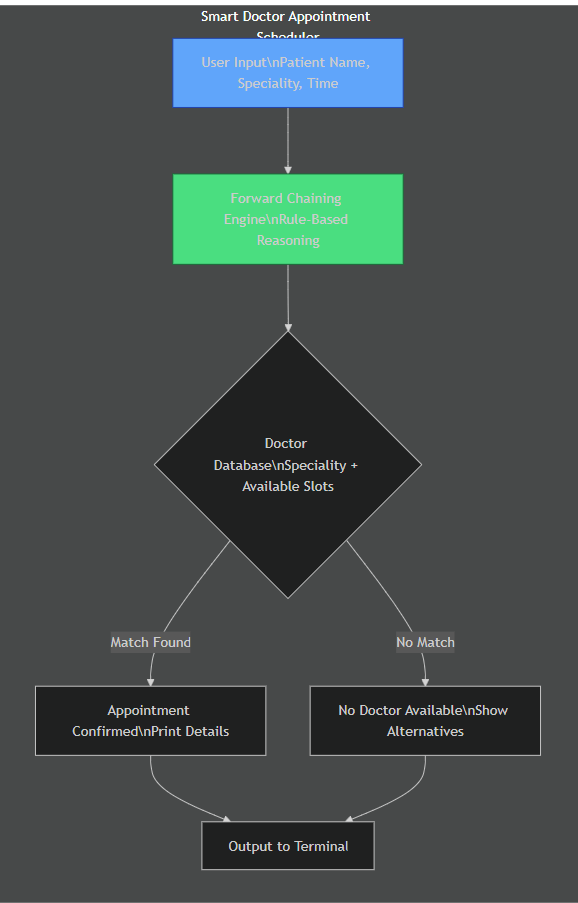 Smart Doctor Appointment
Scheduler
User Input\nPatient Name,
Speciality, Time
Forward Chaining
Engine\nRule-Based
Reasoning
Doctor
Database\nSpeciality +
Available Slots
Match Found
No Match
Appointment
Confirmed\nPrint Details
No Doctor Available\nShow
Alternatives
Output to Terminal